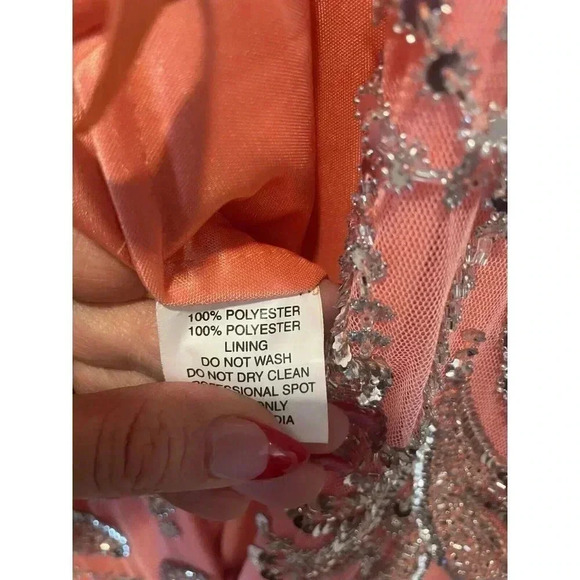 100% POLYESTER
100% POLYESTER
LINING
DO NOT WASH
DO NOT DRY CLEAN
SPOT
ONLY